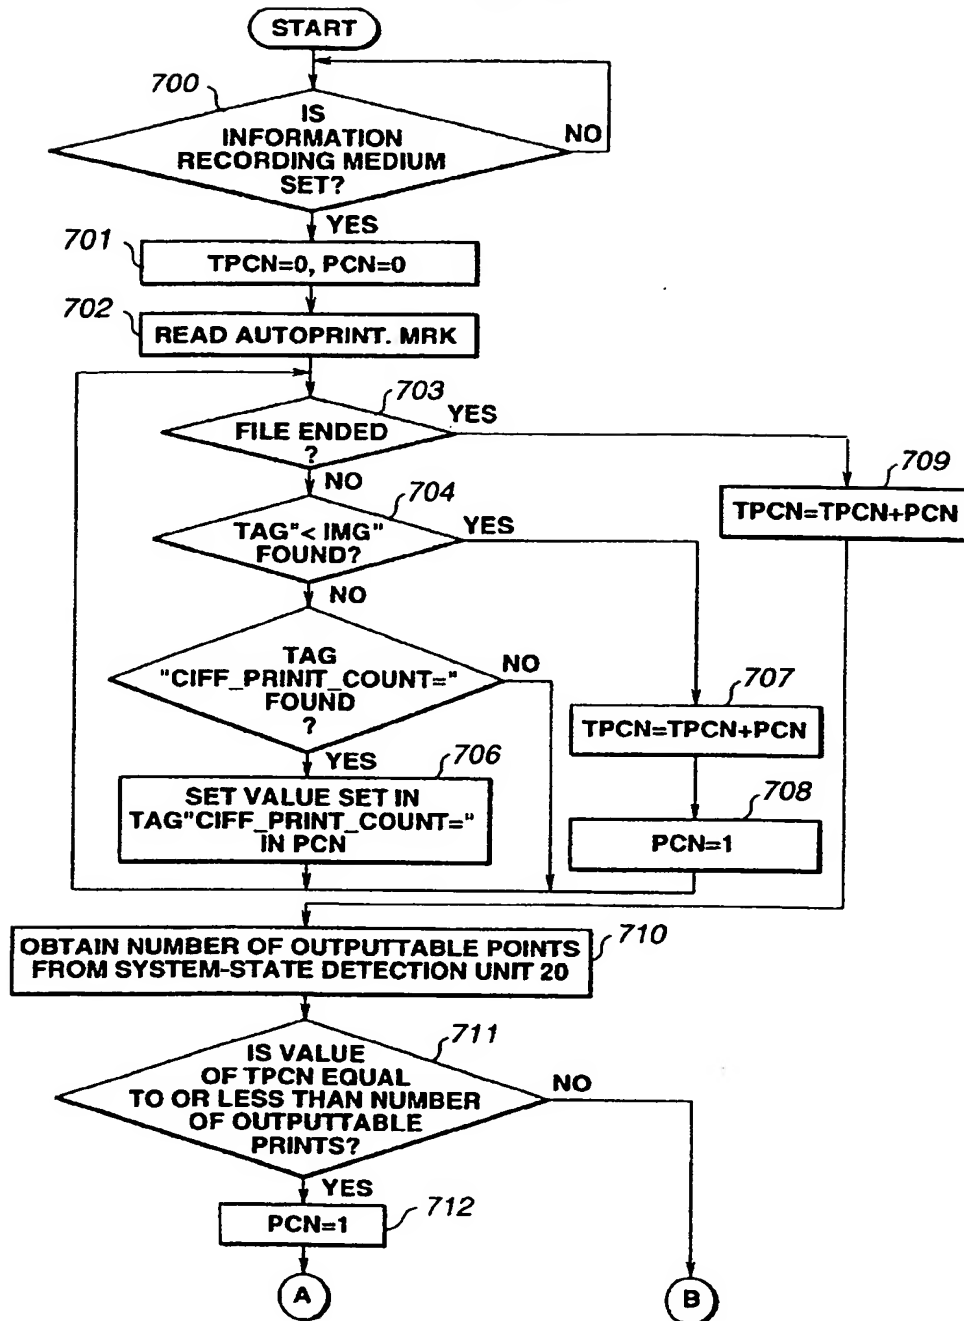 START
700
IS
INFORMATION
RECORDING MEDIUM
SET?
NO
YES
701
TPCN=0, PCN=0
702
READ AUTOPRINT. MRK
703
FILE ENDED
?
YES
NO
704
TAG"< IMG"
FOUND?
YES
709
TPCN=TPCN+PCN
NO
TAG
"CIFF_PRINIT_COUNT="
FOUND
?
NO
707
TPCN=TPCN+PCN
YES
706
SET VALUE SET IN
TAG"CIFF_PRINT_COUNT="
IN PCN
708
PCN=1
OBTAIN NUMBER OF OUTPUTTABLE POINTS
FROM SYSTEM-STATE DETECTION UNIT 20
710
711
IS VALUE
OF TPCN EQUAL
TO OR LESS THAN NUMBER
OF OUTPUTTABLE
PRINTS?
NO
YES
PCN=1
712
A
B